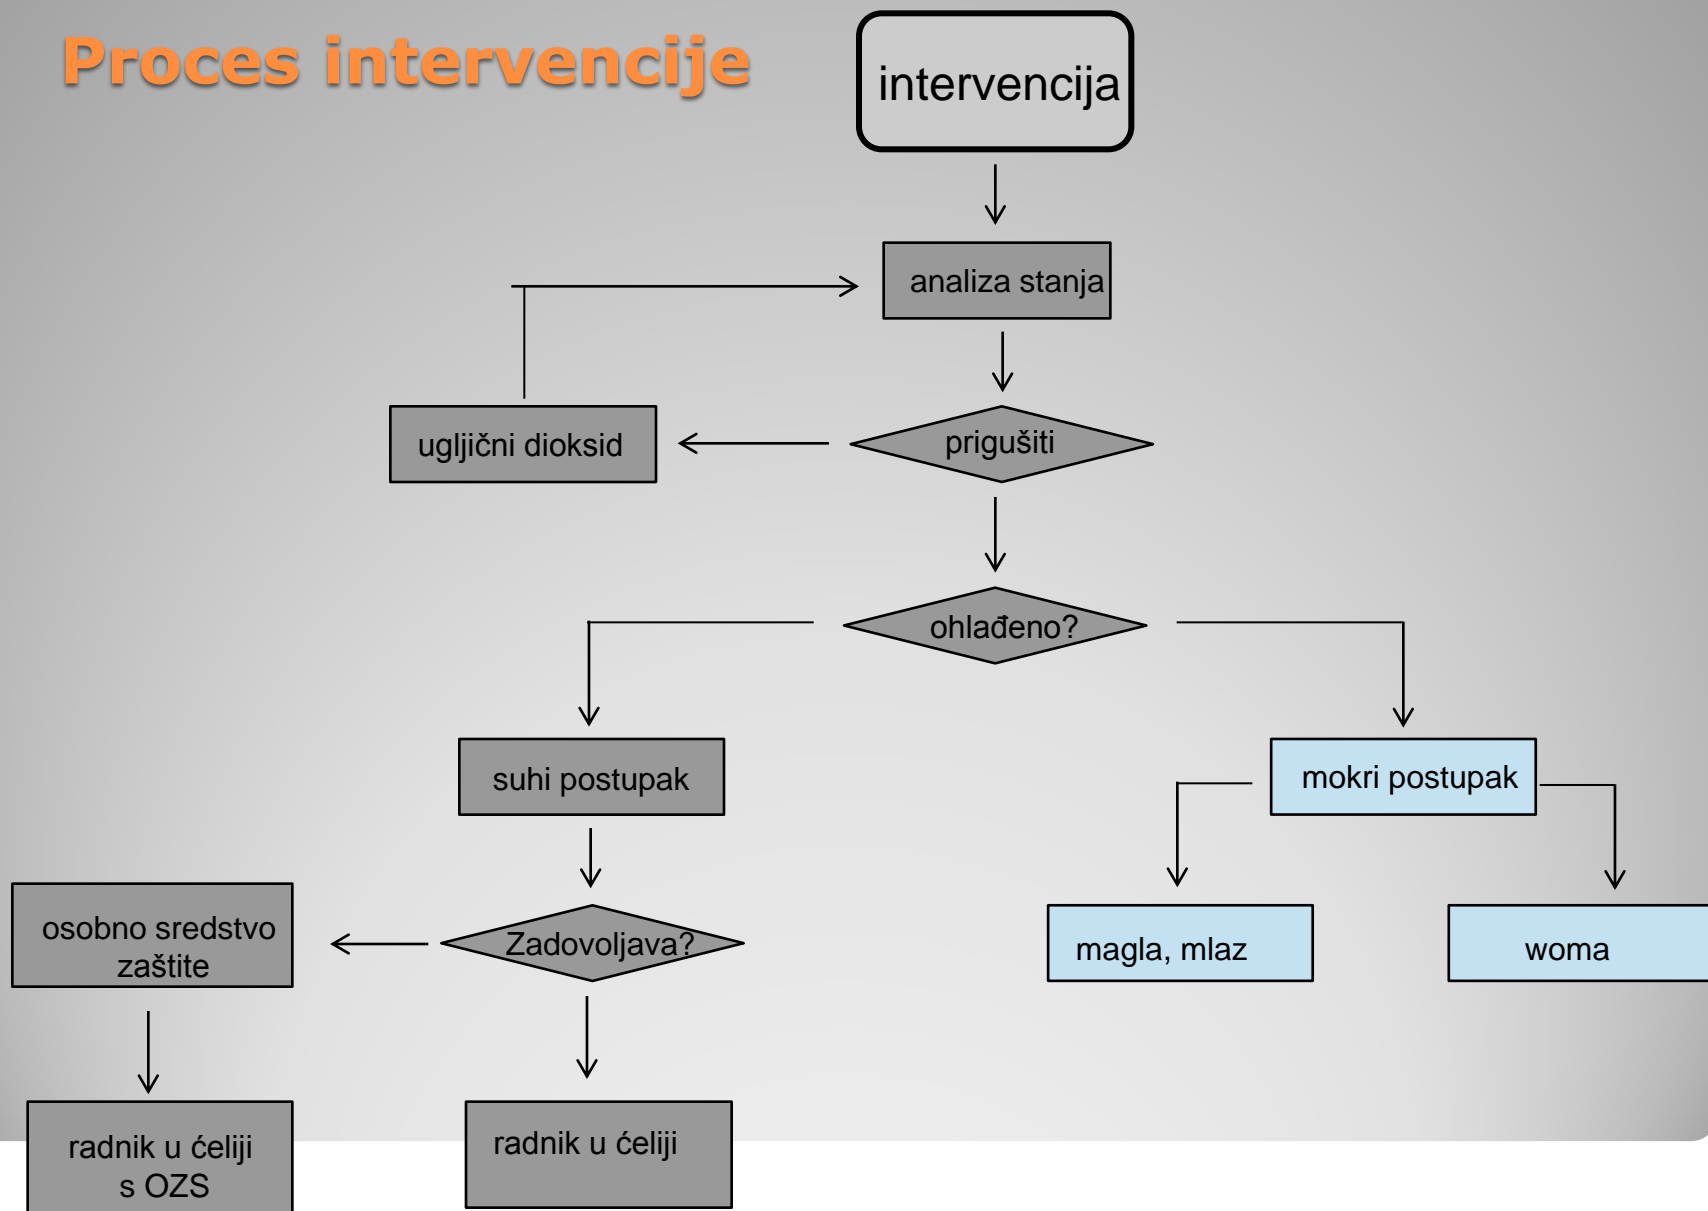 Proces intervencije
intervencija
analiza stanja
ugljični dioksid
prigušiti
ohlađeno?
suhi postupak
mokri postupak
osobno sredstvo
zaštite
Zadovoljava?
magla, mlaz
woma
radnik u ćeliji
s OZS
radnik u ćeliji